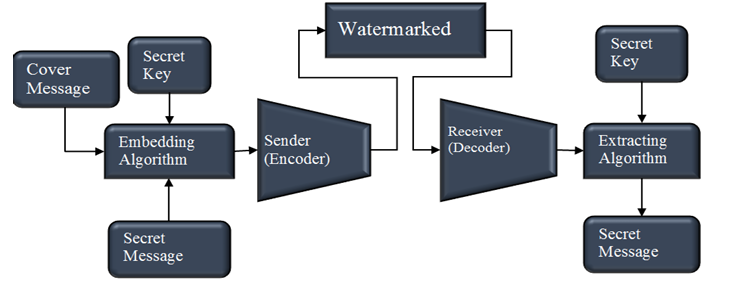 Cover
Message
Secret
Key
Embedding
Algorithm
Secret
Message
Sender
(Encoder)
Watermarked
Receiver
(Decoder)
Secret
Key
Extracting
Algorithm
Secret
Message